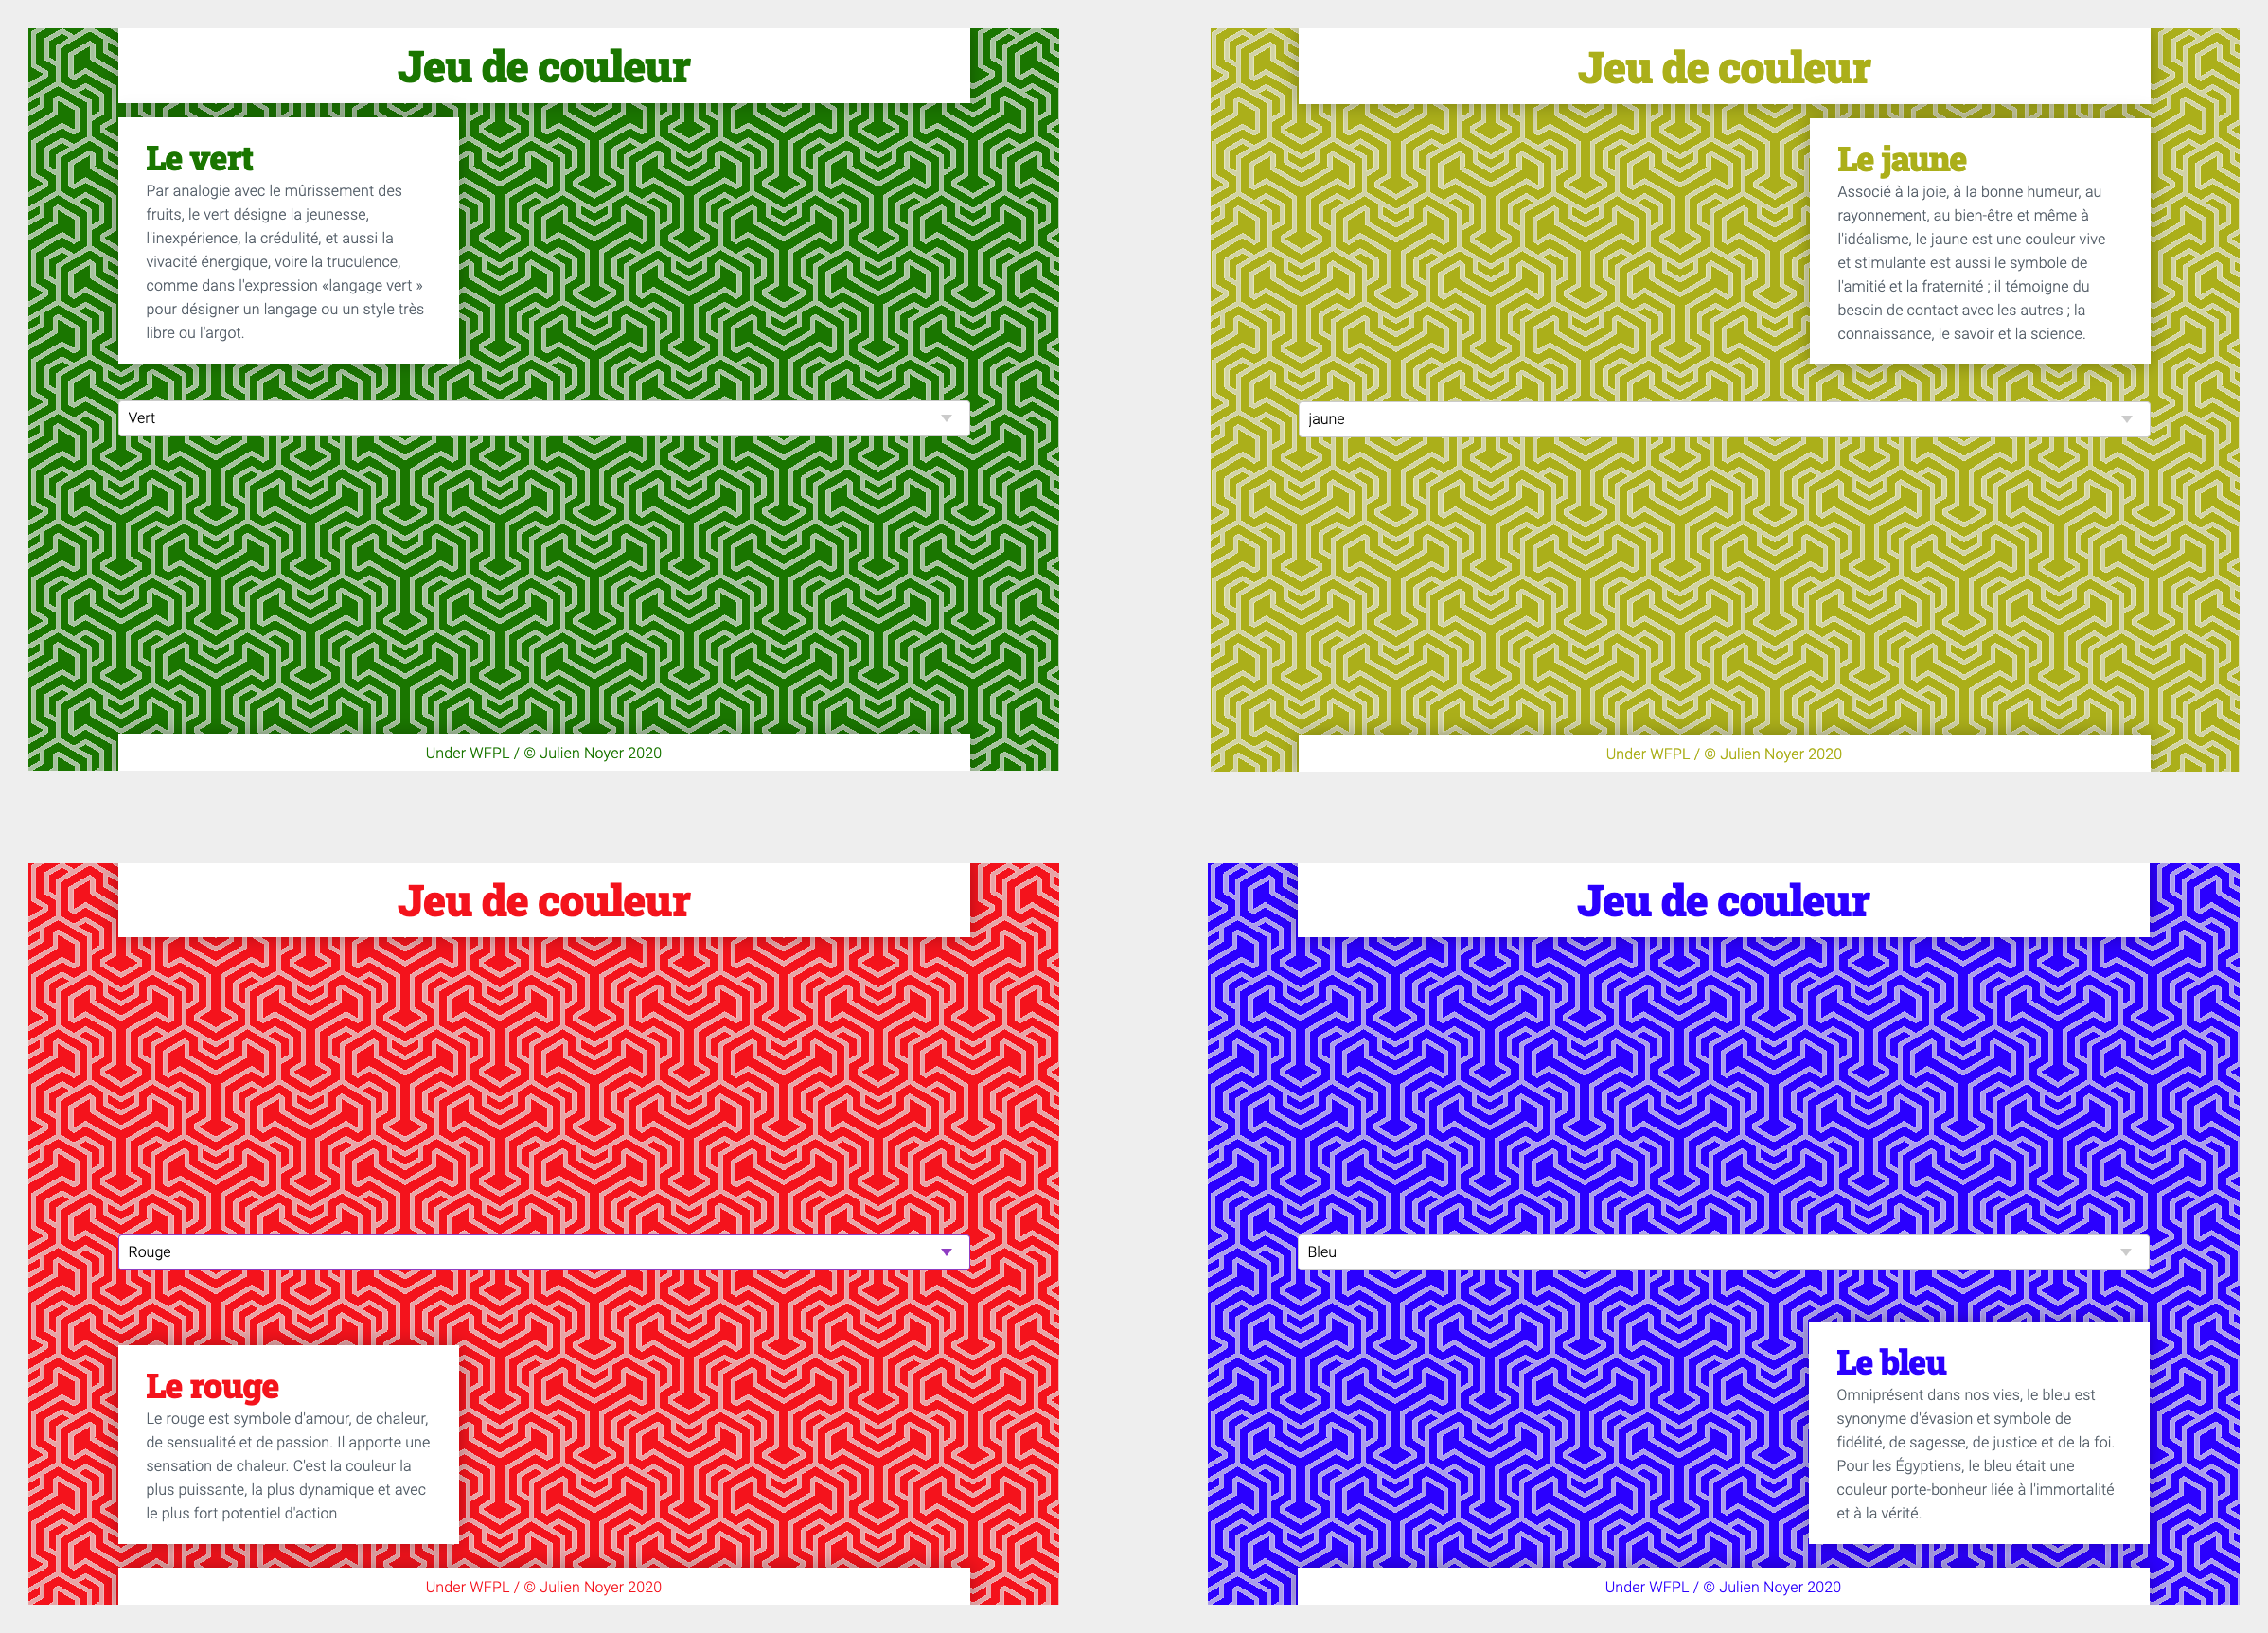 Jeu de couleur
Le vert
Par analogie avec le mûrissement des
fruits, le vert désigne la jeunesse,
l'inexpérience, la crédulité, et aussi la
vivacité énergique, voire la truculence,
comme dans l'expression «langage vert »
pour désigner un langage ou un style très
libre ou l'argot.
Vert
Under WFPL / © Julien Noyer 2020
Jeu de couleur
Le jaune
Associé à la joie, à la bonne humeur, au
rayonnement, au bien-être et même à
l'idéalisme, le jaune est une couleur vive
et stimulante est aussi le symbole de
l'amitié et la fraternité ; il témoigne du
besoin de contact avec les autres ; la
connaissance, le savoir et la science.
jaune
Under WFPL / © Julien Noyer 2020
Jeu de couleur
Rouge
Le rouge
Le rouge est symbole d'amour, de chaleur,
de sensualité et de passion. Il apporte une
sensation de chaleur. C'est la couleur la
plus puissante, la plus dynamique et avec
le plus fort potentiel d'action
Under WFPL / © Julien Noyer 2020
Jeu de couleur
Bleu
Le bleu
Omniprésent dans nos vies, le bleu est
synonyme d'évasion et symbole de
fidélité, de sagesse, de justice et de la foi.
Pour les Égyptiens, le bleu était une
couleur porte-bonheur liée à l'immortalité
et à la vérité.
Under WFPL / © Julien Noyer 2020